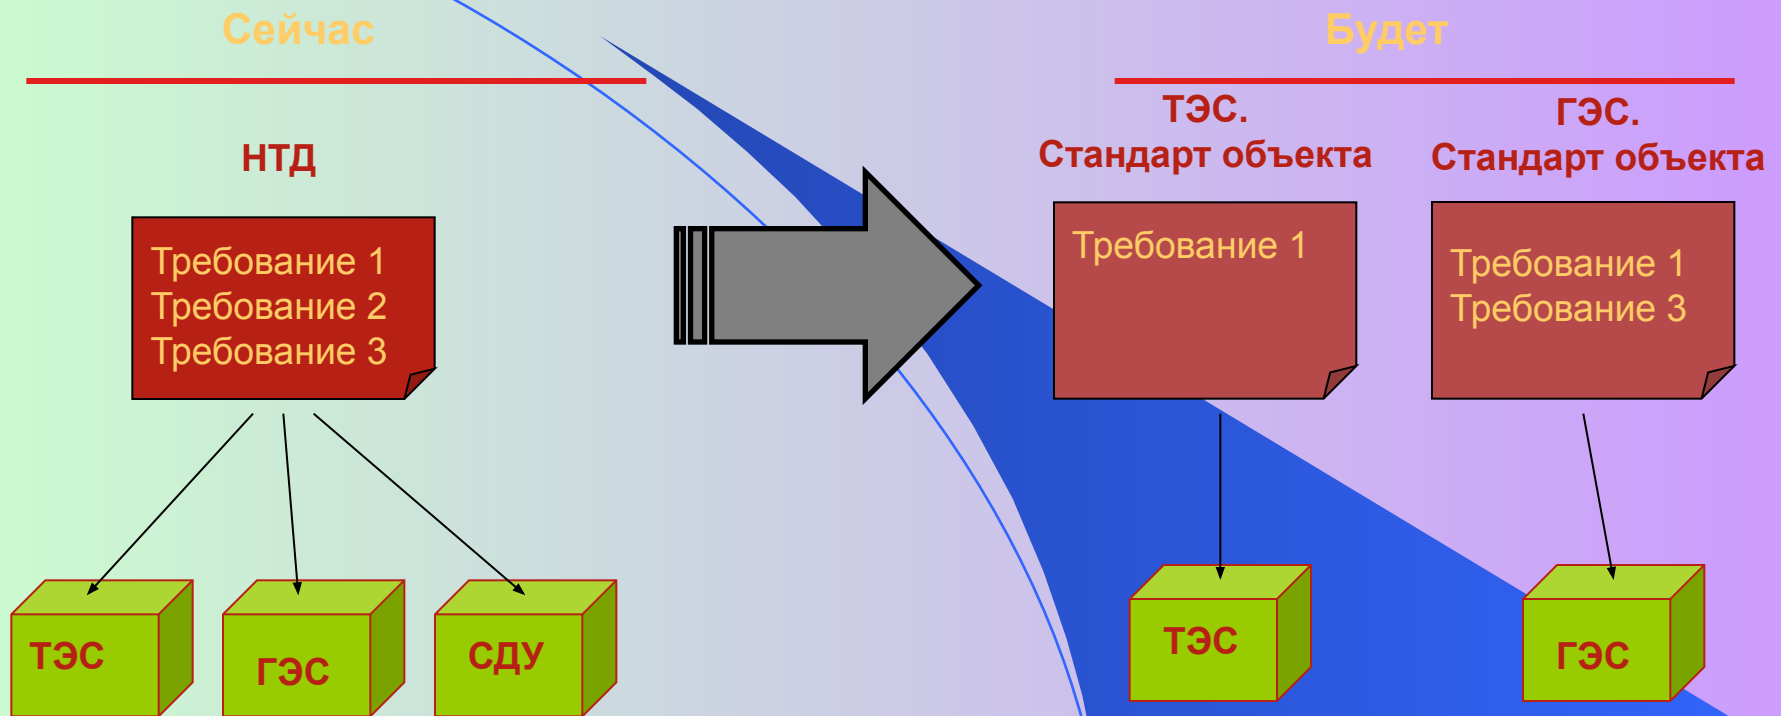 Сейчас
НТД
Требование 1
Требование 2
Требование 3
ТЭС
ГЭС
СДУ
Будет
ТЭС.
Стандарт объекта
Требование 1
ТЭС
ГЭС.
Стандарт объекта
Требование 1
Требование 3
ГЭС